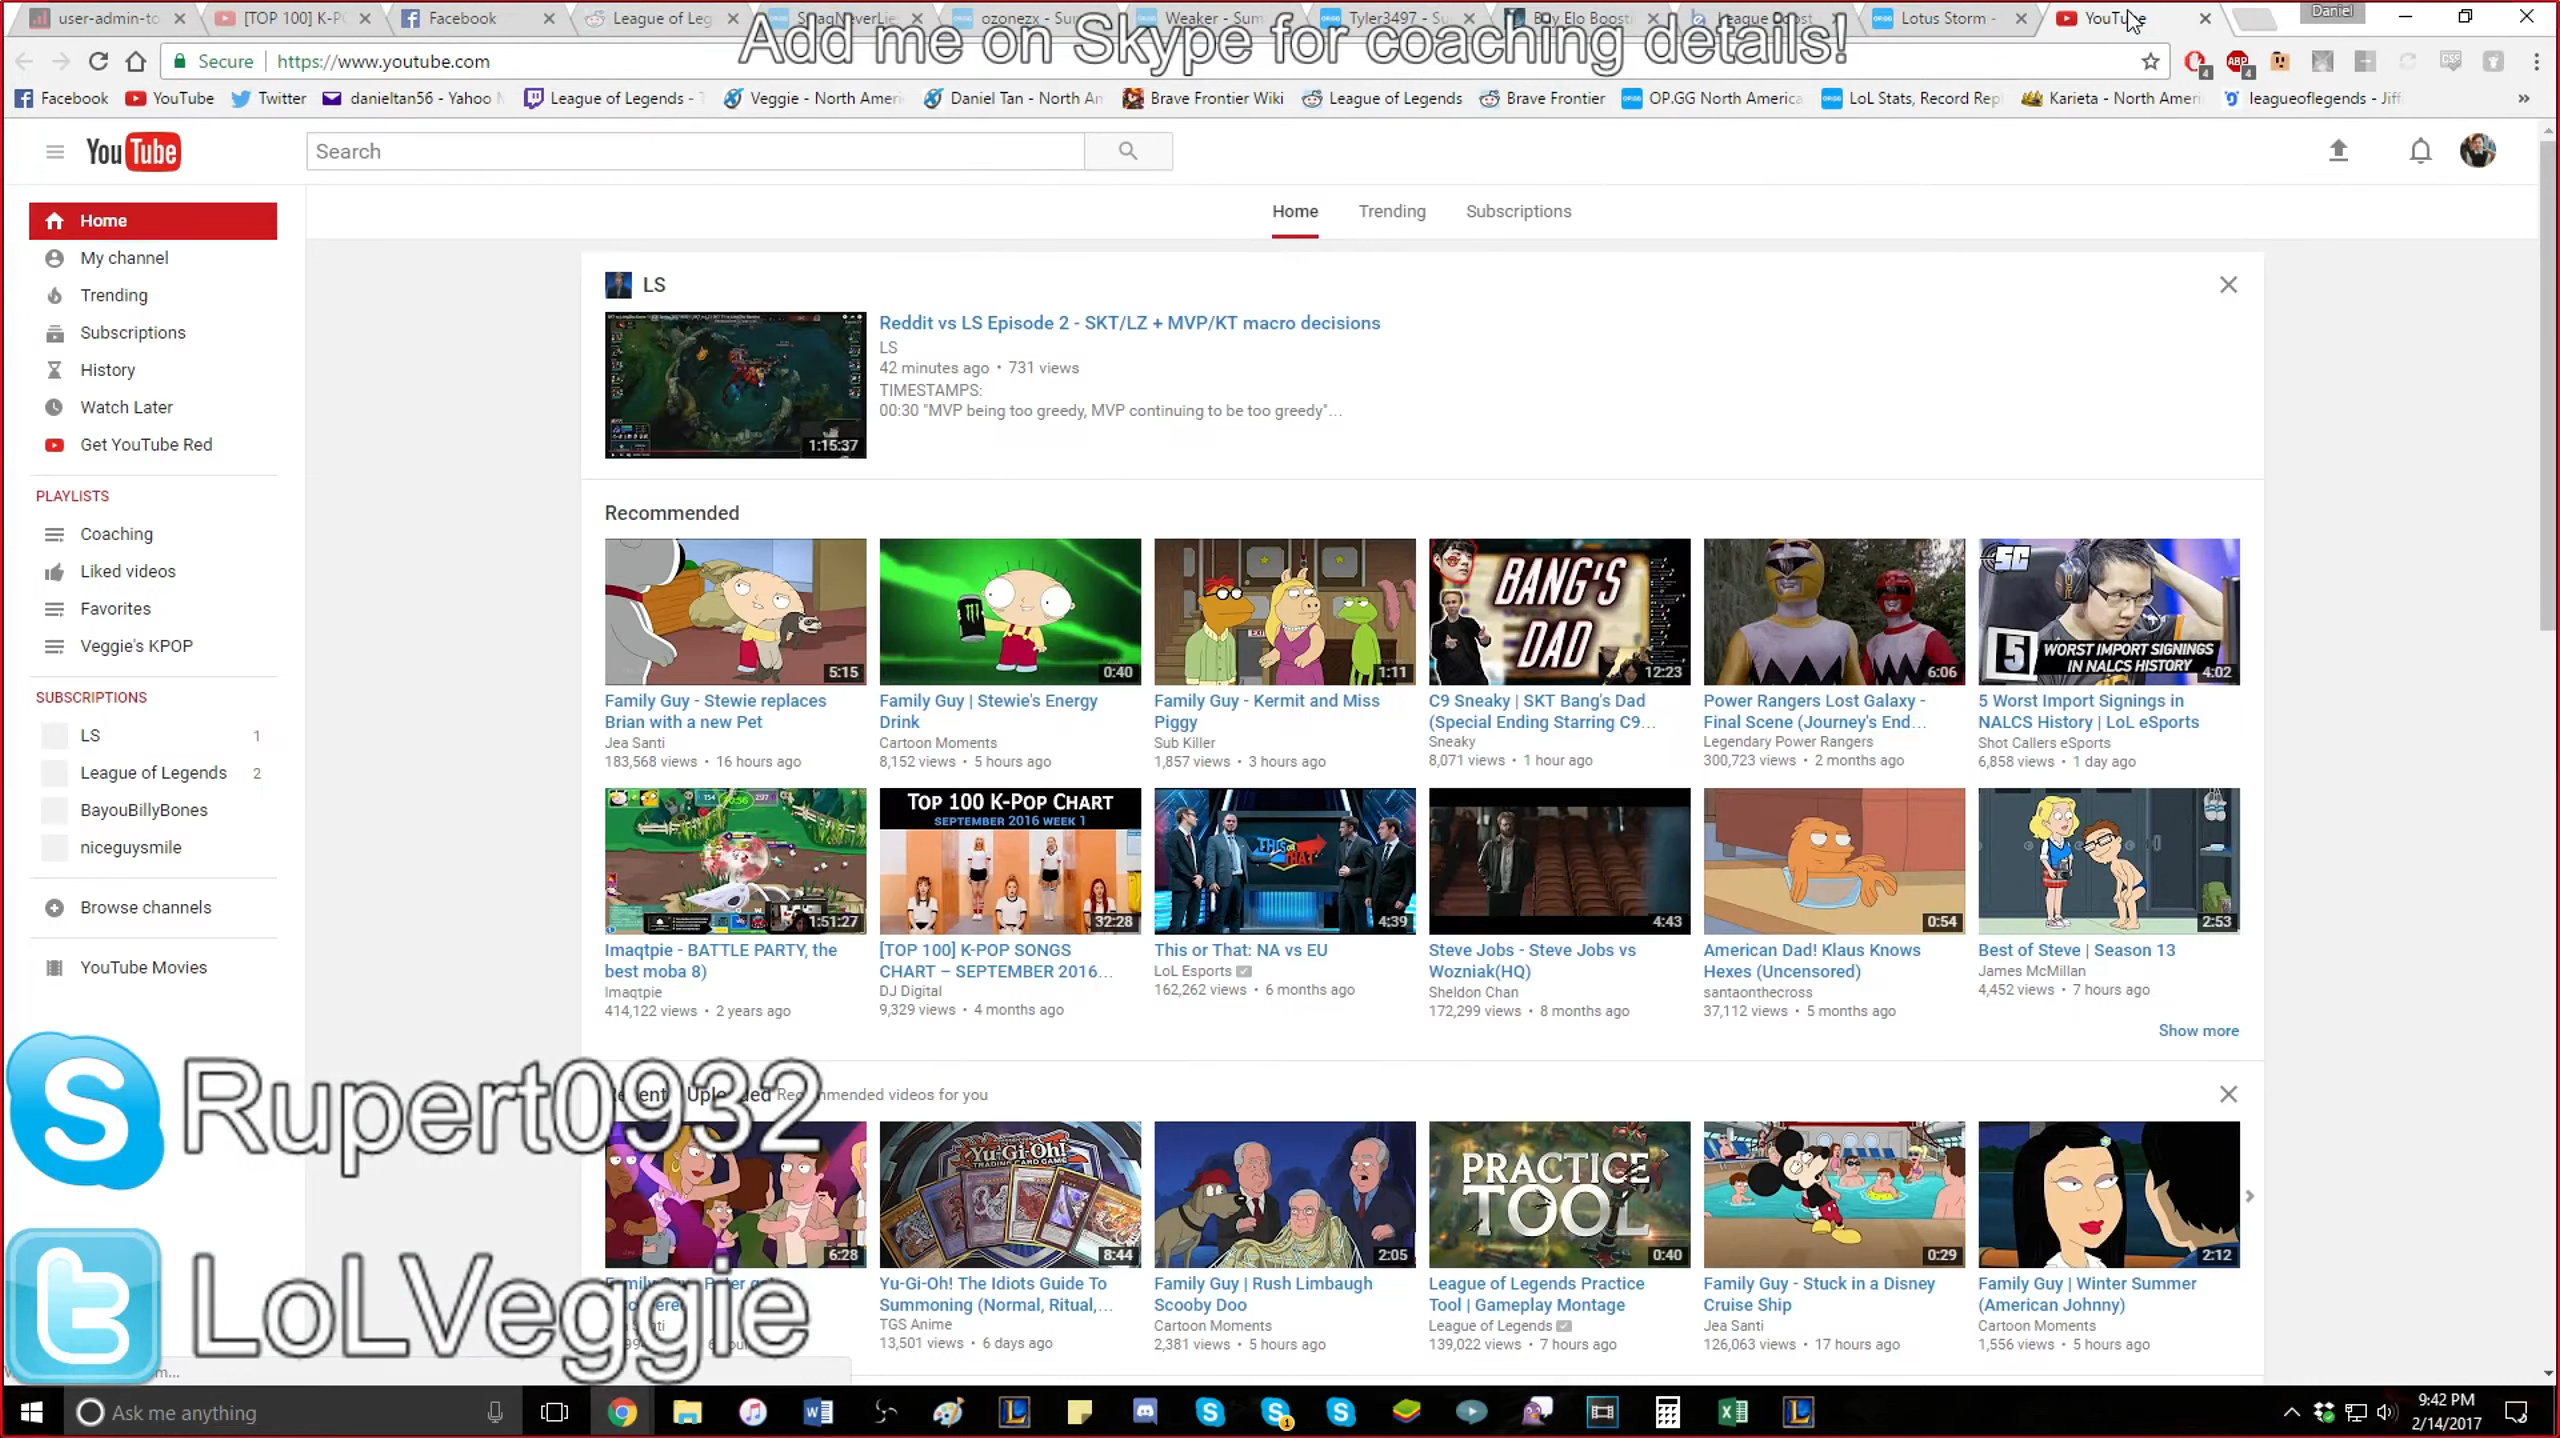 user-admin-to
[TOP 100] K-P
Facebook
League of Leg
ozonezx - Su
Weaker - Sum
Tyler3497 - S
Buy Elo Boosti
League Boost
Lotus Storm -
YouTube
Daniel
Add me on Skype for coaching details!
Secure
https://www.youtube.com
Facebook
YouTube
Twitter
danieltan56 - Yahoo
League of Legends -
Veggie - North Ameri
Daniel Tan - North An
Brave Frontier Wiki
League of Legends
Brave Frontier
OP.GG North America
LoL Stats, Record Rep
Karieta - North Ameri
leagueoflegends - Jiff
YouTube
Search
Home
Trending
Subscriptions
Home
My channel
Trending
Subscriptions
History
Watch Later
Get YouTube Red
PLAYLISTS
Coaching
Liked videos
Favorites
Veggie's KPOP
SUBSCRIPTIONS
LS 1
League of Legends 2
BayouBillyBones
niceguysmile
Browse channels
YouTube Movies
LS
1:15:37
Reddit vs LS Episode 2 - SKT/LZ + MVP/KT macro decisions
LS
42 minutes ago • 731 views
TIMESTAMPS:
00:30 "MVP being too greedy, MVP continuing to be too greedy"...
Recommended
5:15
Family Guy - Stewie replaces
Brian with a new Pet
Jea Santi
183,568 views • 16 hours ago
0:40
Family Guy | Stewie's Energy
Drink
Cartoon Moments
8,152 views • 5 hours ago
1:11
Family Guy - Kermit and Miss
Piggy
Sub Killer
1,857 views • 3 hours ago
BANG'S
DAD
12:23
C9 Sneaky | SKT Bang's Dad
(Special Ending Starring C9...
Sneaky
8,071 views • 1 hour ago
6:06
Power Rangers Lost Galaxy -
Final Scene (Journey's End...
Legendary Power Rangers
300,723 views • 2 months ago
SC
5
WORST IMPORT SIGNINGS
IN NALCS HISTORY
4:02
5 Worst Import Signings in
NALCS History | LoL eSports
Shot Callers eSports
6,858 views • 1 day ago
1:51:27
Imaqtpie - BATTLE PARTY, the
best moba 8)
Imaqtpie
414,122 views • 2 years ago
TOP 100 K-POP CHART
SEPTEMBER 2016 WEEK 1
32:28
[TOP 100] K-POP SONGS
CHART – SEPTEMBER 2016...
DJ Digital
9,329 views • 4 months ago
THIS OR THAT
4:39
This or That: NA vs EU
LoL Esports
162,262 views • 6 months ago
4:43
Steve Jobs - Steve Jobs vs
Wozniak(HQ)
Sheldon Chan
172,299 views • 8 months ago
0:54
American Dad! Klaus Knows
Hexes (Uncensored)
santaonthecross
37,112 views • 5 months ago
2:53
Best of Steve | Season 13
James McMillan
4,452 views • 7 hours ago
Show more
Recommended videos for you
Rupert0932
6:28
Yu-Gi-Oh!
TRADING CARD GAME
8:44
Yu-Gi-Oh! The Idiots Guide To
Summoning (Normal, Ritual,...
TGS Anime
13,501 views • 6 days ago
2:05
Family Guy | Rush Limbaugh
Scooby Doo
Cartoon Moments
2,381 views • 5 hours ago
PRACTICE
TOOL
0:40
League of Legends Practice
Tool | Gameplay Montage
League of Legends
139,022 views • 7 hours ago
0:29
Family Guy - Stuck in a Disney
Cruise Ship
Jea Santi
126,063 views • 17 hours ago
2:12
Family Guy | Winter Summer
(American Johnny)
Cartoon Moments
1,556 views • 5 hours ago
LoLVeggie
Ask me anything
9:42 PM
2/14/2017